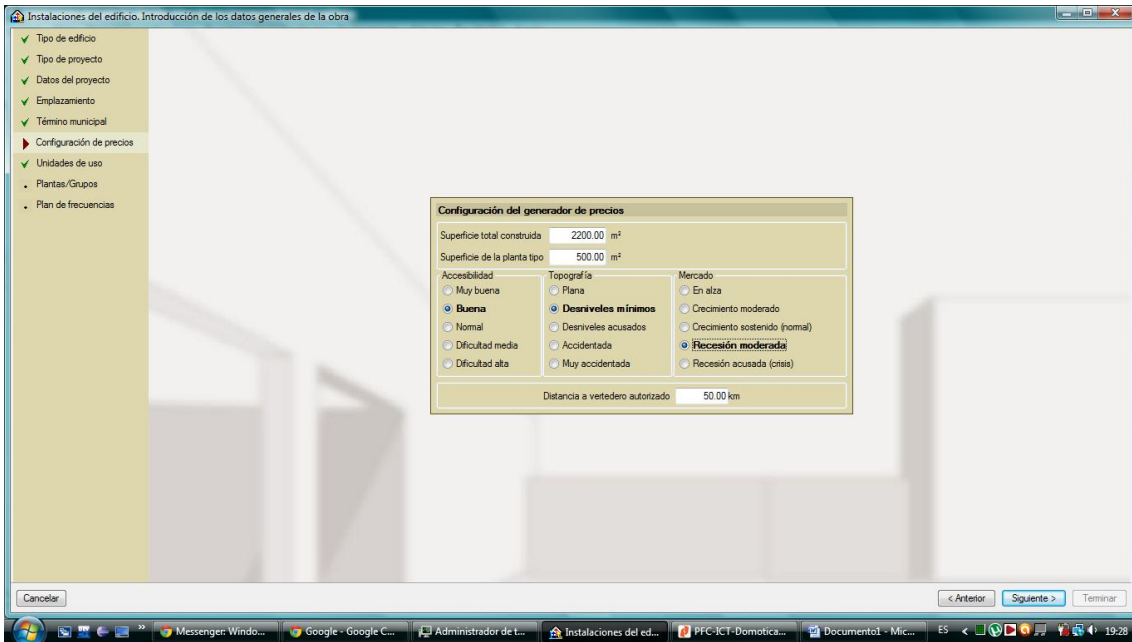 Instalaciones del edificio. Introducción de los datos generales de la obra
Tipo de edificio
Tipo de proyecto
Datos del proyecto
Emplazamiento
Término municipal
Configuración de precios
Unidades de uso
Plantas/Grupos
Plan de frecuencias
Configuración del generador de precios
Superficie total construida 2200.00 m²
Superficie de la planta tipo 500.00 m²
Accesibilidad
Muy buena
Buena
Normal
Dificultad media
Dificultad alta
Topografía
Plana
Desniveles mínimos
Desniveles acusados
Accidentada
Muy accidentada
Mercado
En alza
Crecimiento moderado
Crecimiento sostenido (normal)
Recesión moderada
Recesión acusada (crisis)
Distancia a vertedero autorizado 50.00 km
Cancelar
< Anterior Siguiente > Terminar
» Messenger: Windo... Google - Google C... Administrador de t... Instalaciones del ed... PFC-ICT-Domotica... Documento1 - Mic... ES < 19:28